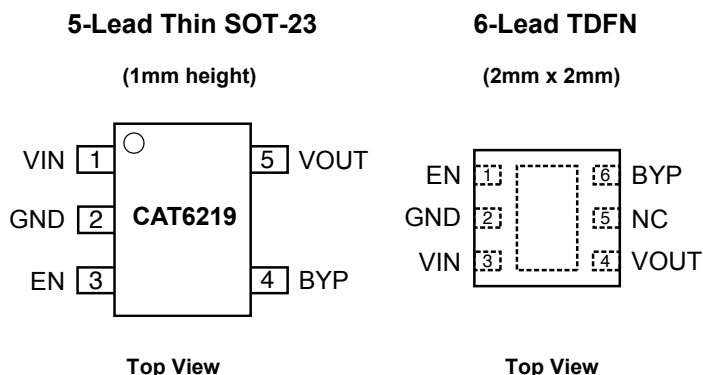 5-Lead Thin SOT-23
(1mm height)
VIN 1
5 VOUT
GND 2
CAT6219
EN 3
4 BYP
Top View
6-Lead TDFN
(2mm x 2mm)
EN 1
6 BYP
GND 2
5 NC
VIN 3
4 VOUT
Top View